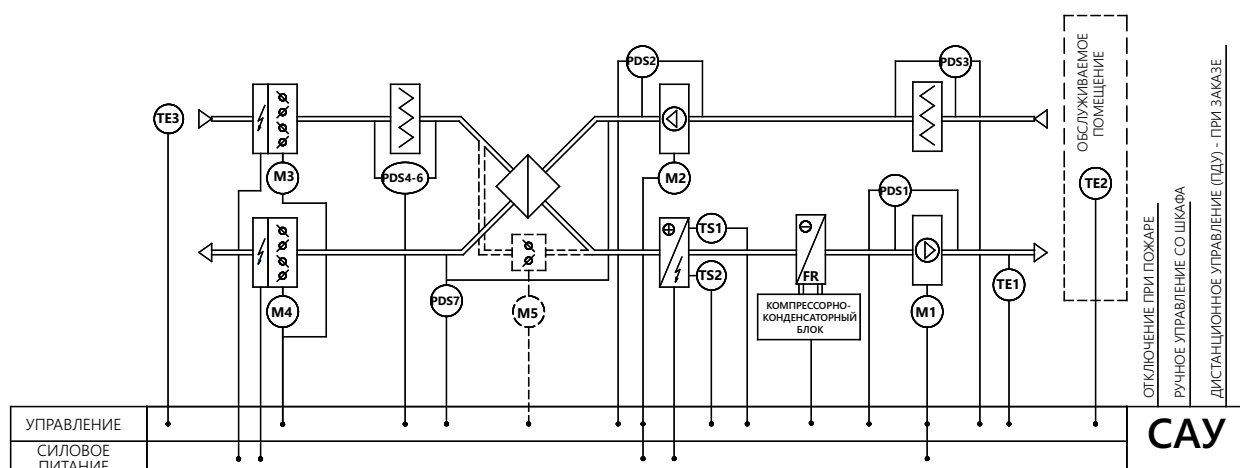 PDS2
PDS3
ОБСЛУЖИВАЕМОЕ
ПОМЕЩЕНИЕ
TE3
M3
PDS4-6
M2
TE2
PDS1
TS1
TS2
FR
КОМПРЕССОРНО-
КОНДЕНСАТОРНЫЙ
БЛОК
M4
PDS7
M5
M1
TE1
ОТКЛЮЧЕНИЕ ПРИ ПОЖАРЕ
РУЧНОЕ УПРАВЛЕНИЕ СО ШКАФА
ДИСТАНЦИОННОЕ УПРАВЛЕНИЕ (ПДУ) - ПРИ ЗАКАЗЕ
УПРАВЛЕНИЕ
СИЛОВОЕ
ПИТАНИЕ
САУ